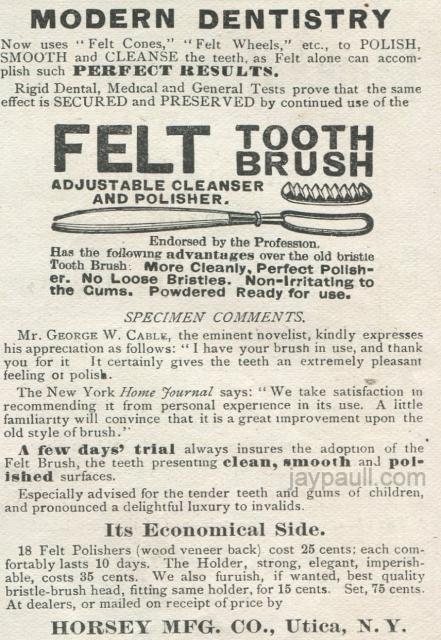 MODERN DENTISTRY
Now uses "Felt Cones," "Felt Wheels," etc., to POLISH,
SMOOTH and CLEANSE the teeth, as Felt alone can accom-
plish such PERFECT RESULTS.
Rigid Dental, Medical and General Tests prove that the same
effect is SECURED and PRESERVED by continued use of the
FELT TOOTH
BRUSH
ADJUSTABLE CLEANSER
AND POLISHER.
Endorsed by the Profession.
Has the following advantages over the old bristle
Tooth Brush: More Cleanly, Perfect Polish-
er. No Loose Bristles. Non-Irritating to
the Gums. Powdered Ready for use.
SPECIMEN COMMENTS.
Mr. GEORGE W. CABLE, the eminent novelist, kindly expresses
his appreciation as follows: "I have your brush in use, and thank
you for it It certainly gives the teeth an extremely pleasant
feeling of polish.
The New York Home Journal says: "We take satisfaction in
recommending it from personal experience in its use. A little
familiarity will convince that it is a great improvement upon the
old style of brush."
A few days' trial always insures the adoption of the
Felt Brush, the teeth presenting clean, smooth and pol-
ished surfaces.
jaypaull.com
Especially advised for the tender teeth and gums of children,
and pronounced a delightful luxury to invalids.
Its Economical Side.
18 Felt Polishers (wood veneer back) cost 25 cents; each com-
fortably lasts 10 days. The Holder, strong, elegant, imperish-
able, costs 35 cents. We also furuish, if wanted, best quality
bristle-brush head, fitting same holder, for 15 cents. Set, 75 cents.
At dealers, or mailed on receipt of price by
HORSEY MFG. CO., Utica, N. Y.